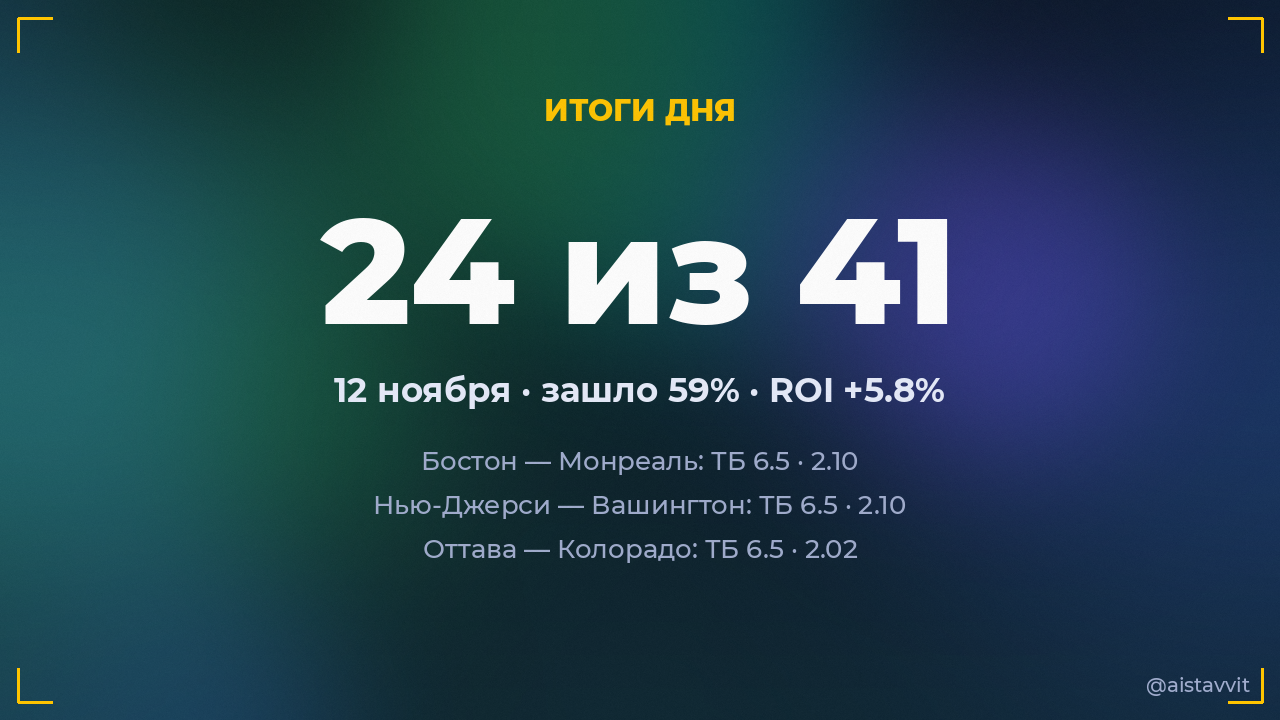 ИТОГИ ДНЯ
24 из 41
12 ноября · зашло 59% · ROI +5.8%
Бостон — Монреаль: ТБ 6.5 · 2.10
Нью-Джерси — Вашингтон: ТБ 6.5 · 2.10
Оттава — Колорадо: ТБ 6.5 · 2.02
@aistavvit